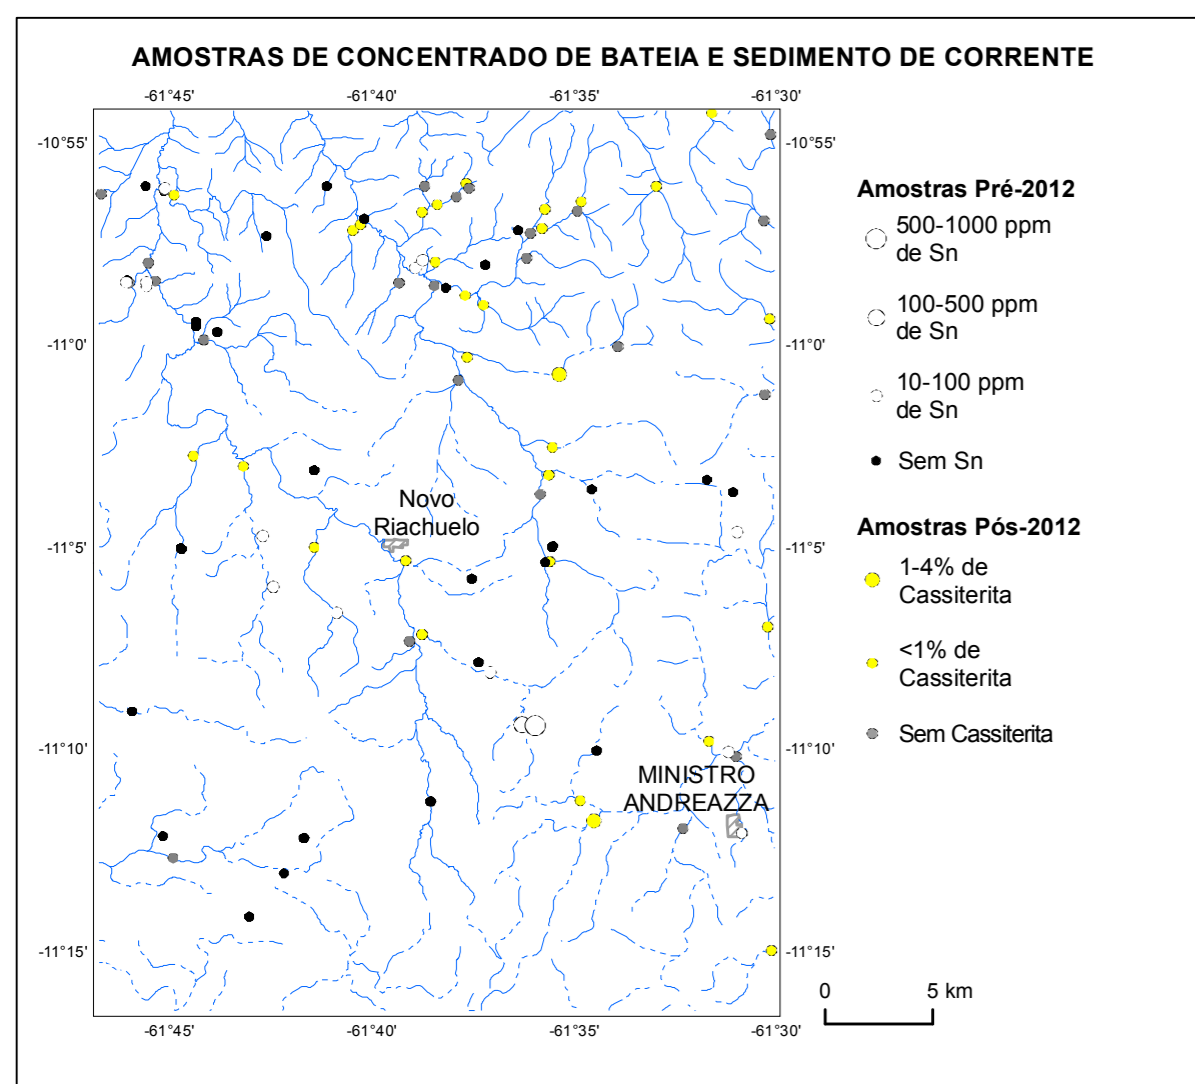 AMOSTRAS DE CONCENTRADO DE BATEIA E SEDIMENTO DE CORRENTE
-61°45'
-61°40'
-61°35'
-61°30'
-10°55'
-10°55'
-11°0'
-11°0'
-11°5'
-11°5'
-11°10'
-11°10'
-11°15'
-11°15'
-61°45'
-61°40'
-61°35'
-61°30'
Novo
Riachuelo
MINISTRO
ANDREAZZA
Amostras Pré-2012
500-1000 ppm
de Sn
100-500 ppm
de Sn
10-100 ppm
de Sn
Sem Sn
Amostras Pós-2012
1-4% de
Cassiterita
<1% de
Cassiterita
Sem Cassiterita
0
5 km